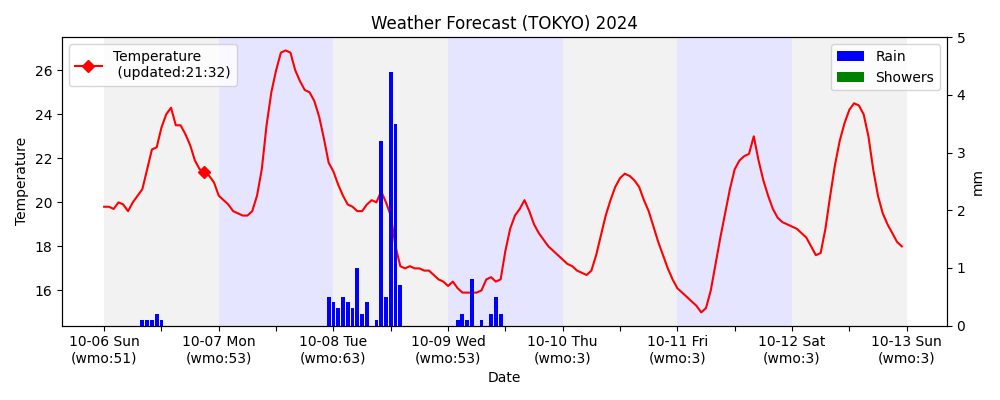 Weather Forecast (TOKYO) 2024
Temperature
(updated:21:32)
Rain
Showers
Temperature
26
24
22
20
18
16
5
4
3
2
1
0
mm
10-06 Sun
(wmo:51)
10-07 Mon
(wmo:53)
10-08 Tue
(wmo:63)
10-09 Wed
(wmo:53)
10-10 Thu
(wmo:3)
10-11 Fri
(wmo:3)
10-12 Sat
(wmo:3)
10-13 Sun
(wmo:3)
Date